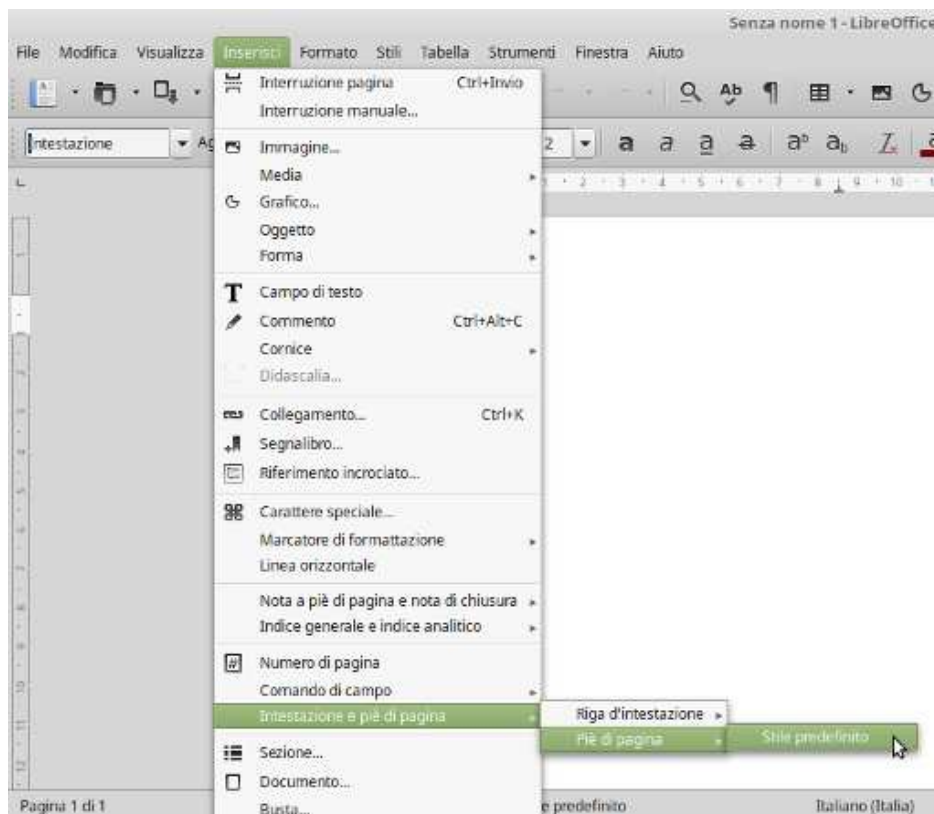 Senza nome 1 - LibreOffice
File Modifica Visualizza Inserisci Formato Stili Tabella Strumenti Finestra Aiuto
Interruzione pagina Ctrl+Invio
Interruzione manuale...
Intestazione
2
Immagine...
Media
Grafico...
Oggetto
Forma
Campo di testo
Commento Ctrl+Alt+C
Cornice
Didascalia...
Collegamento... Ctrl+K
Segnalibro...
Riferimento incrociato...
Carattere speciale...
Marcatore di formattazione
Linea orizzontale
Nota a piè di pagina e nota di chiusura
Indice generale e indice analitico
Numero di pagina
Comando di campo
Intestazione e piè di pagina
Riga d'intestazione
Piè di pagina
Stile predefinito
Sezione...
Documento...
Busta...
Pagina 1 di 1 e predefinito Italiano (Italia)